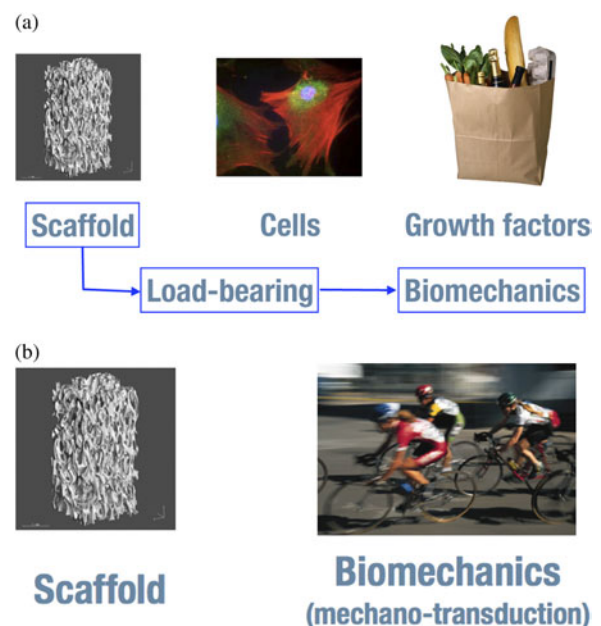 (a)
Scaffold
Cells
Growth factors
Load-bearing
Biomechanics
(b)
Scaffold
Biomechanics
(mechano-transduction)